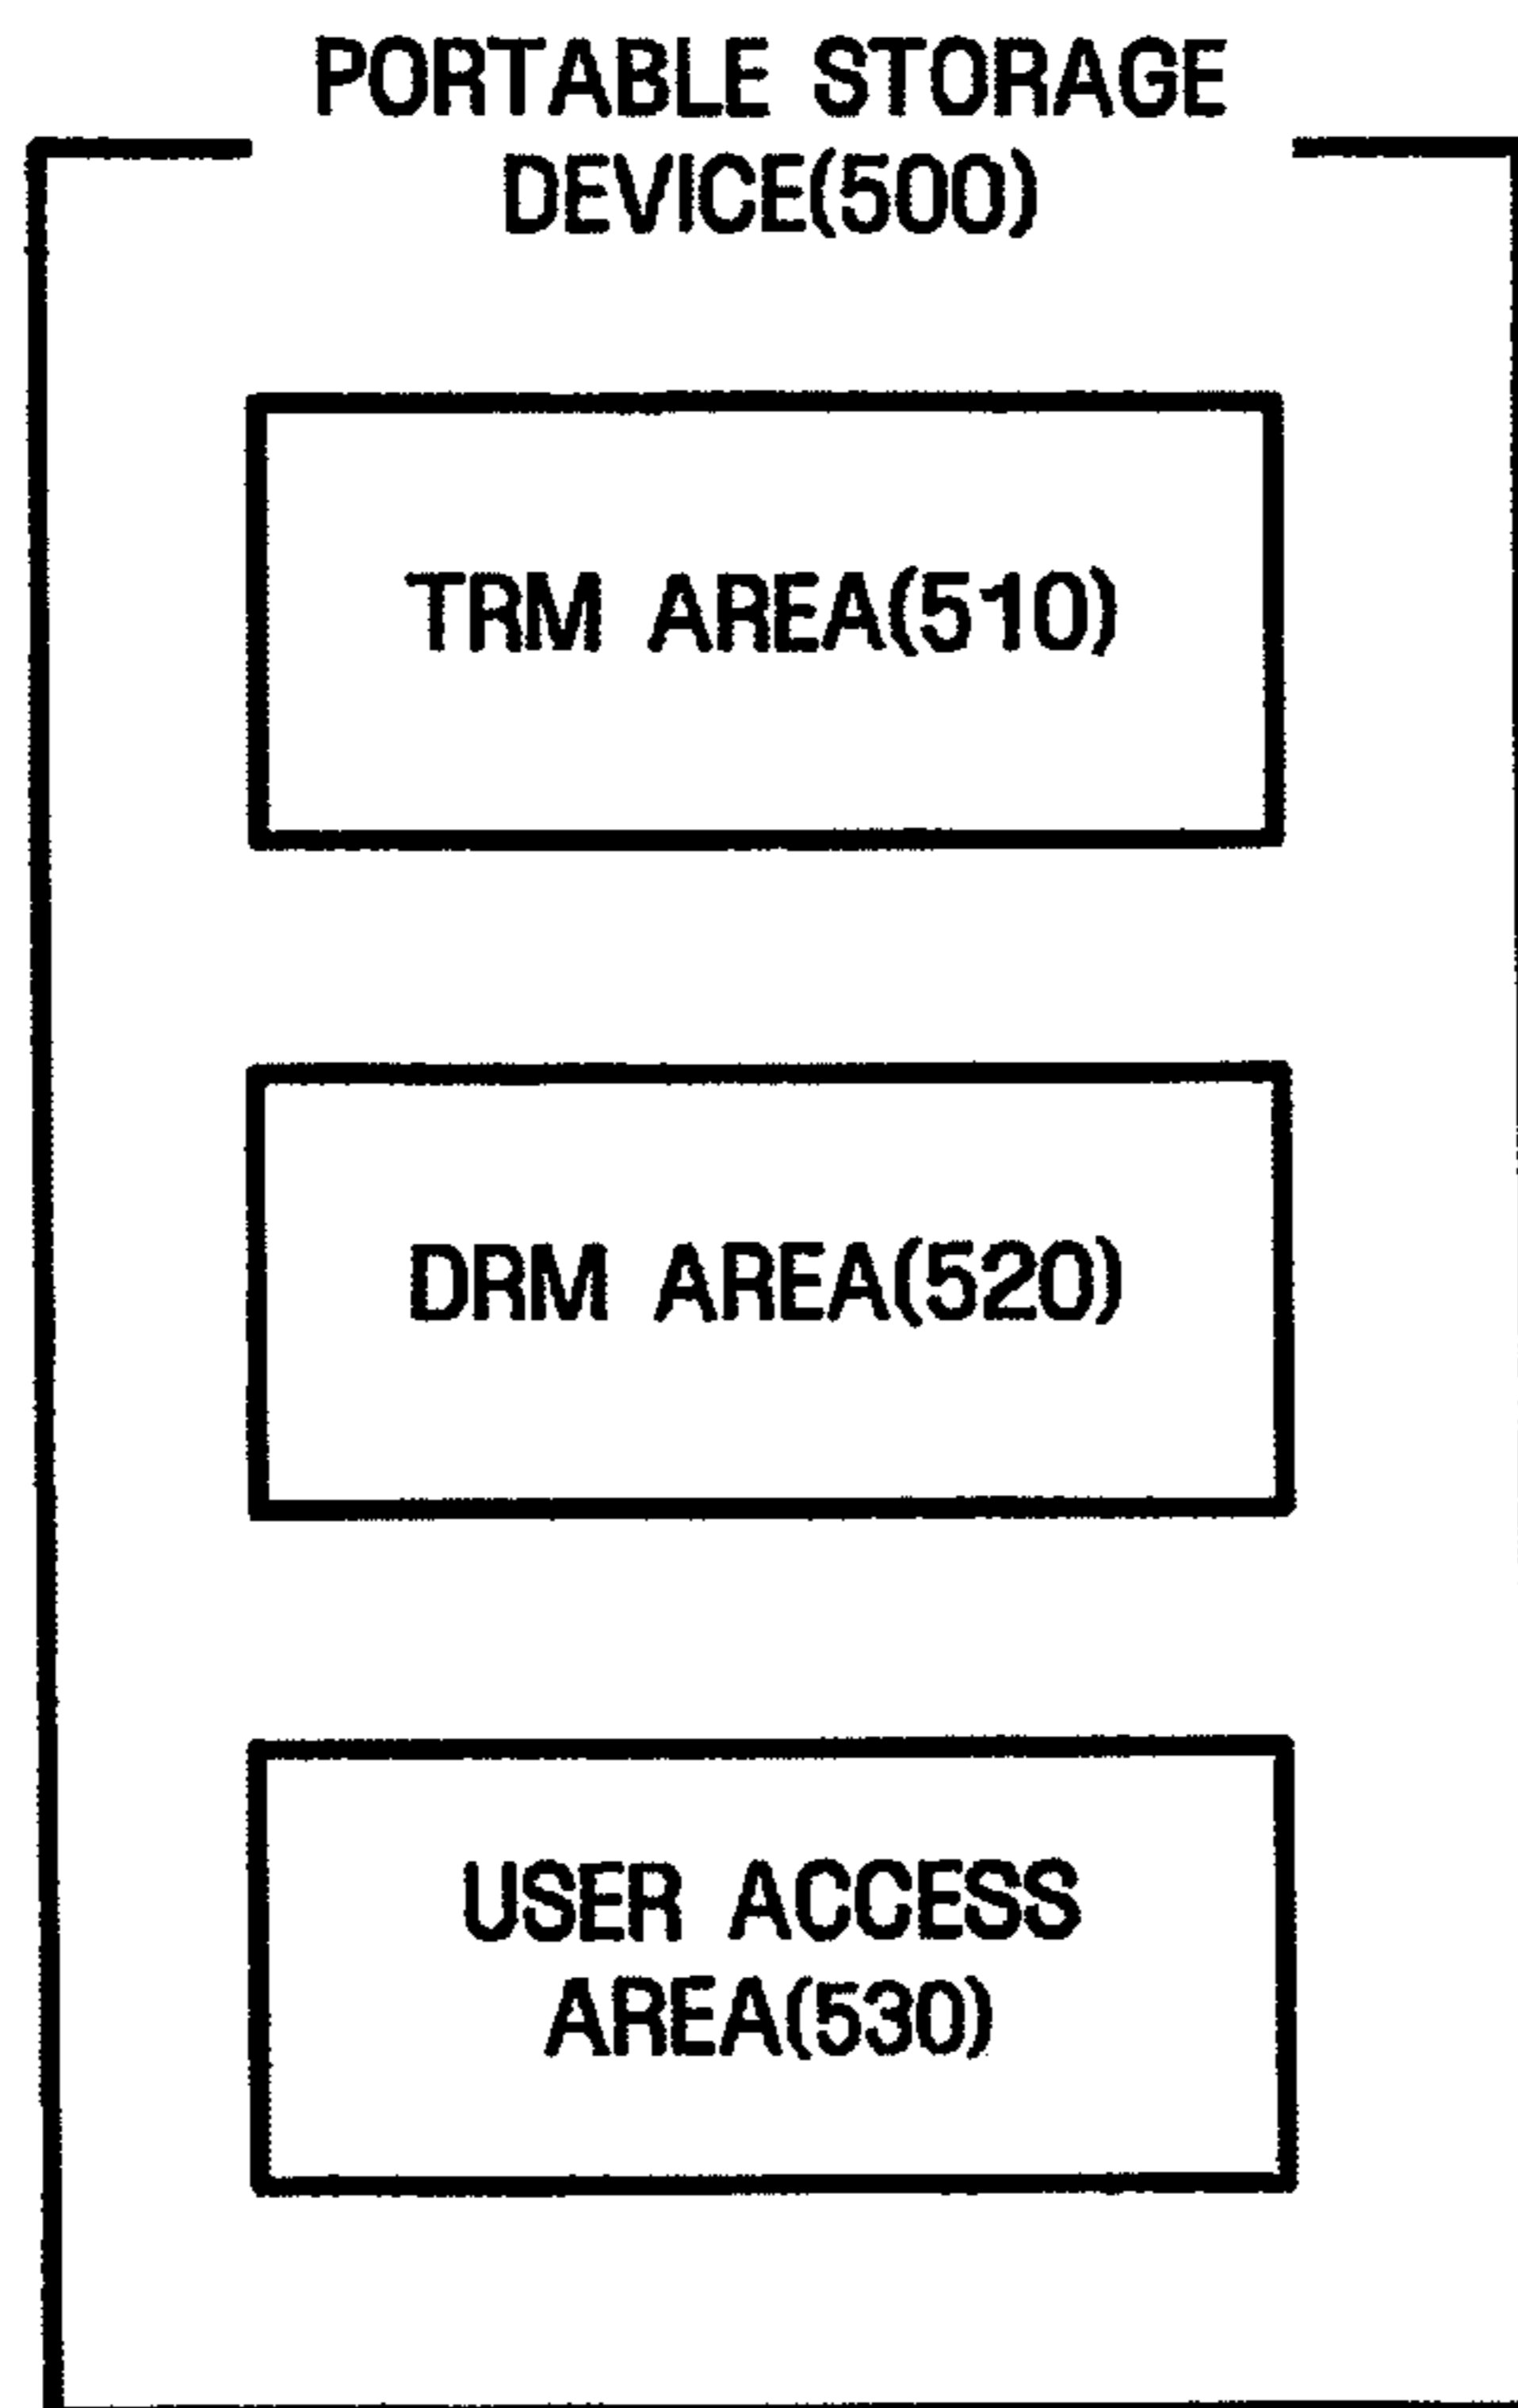 PORTABLE STORAGE
DEVICE(500)
TRM AREA(510)
DRM AREA(520)
USER ACCESS
AREA(530)